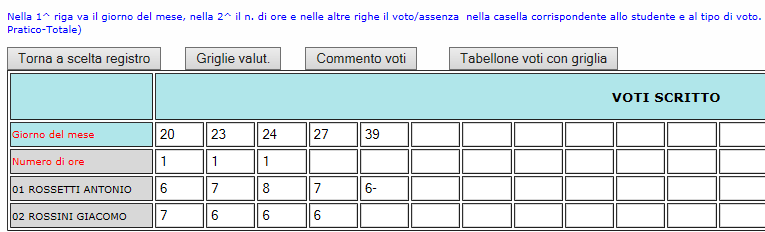 Nella 1^ riga va il giorno del mese, nella 2^ il n. di ore e nelle altre righe il voto/assenza nella casella corrispondente allo studente e al tipo di voto.
Pratico-Totale)
Torna a scelta registro Griglie valut. Commento voti Tabellone voti con griglia
VOTI SCRITTO
Giorno del mese 20 23 24 27 39
Numero di ore 1 1 1
01 ROSSETTI ANTONIO 6 7 8 7 6-
02 ROSSINI GIACOMO 7 6 6 6